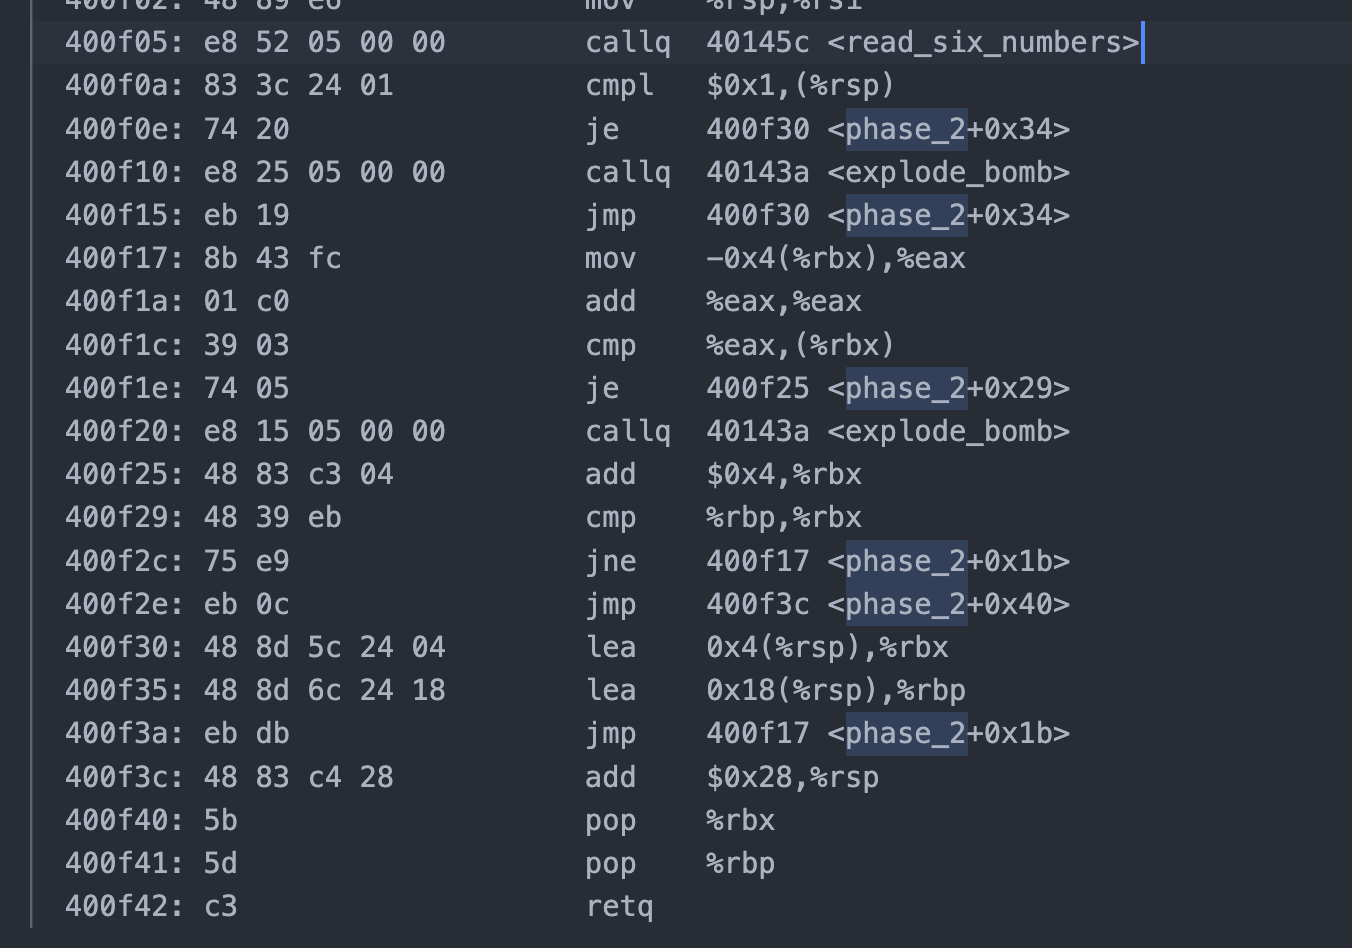 400f02: 48 89 e6 mov %rsp,%rsi
400f05: e8 52 05 00 00 callq 40145c <read_six_numbers>
400f0a: 83 3c 24 01 cmpl $0x1,(%rsp)
400f0e: 74 20 je 400f30 <phase_2+0x34>
400f10: e8 25 05 00 00 callq 40143a <explode_bomb>
400f15: eb 19 jmp 400f30 <phase_2+0x34>
400f17: 8b 43 fc mov -0x4(%rbx),%eax
400f1a: 01 c0 add %eax,%eax
400f1c: 39 03 cmp %eax,(%rbx)
400f1e: 74 05 je 400f25 <phase_2+0x29>
400f20: e8 15 05 00 00 callq 40143a <explode_bomb>
400f25: 48 83 c3 04 add $0x4,%rbx
400f29: 48 39 eb cmp %rbp,%rbx
400f2c: 75 e9 jne 400f17 <phase_2+0x1b>
400f2e: eb 0c jmp 400f3c <phase_2+0x40>
400f30: 48 8d 5c 24 04 lea 0x4(%rsp),%rbx
400f35: 48 8d 6c 24 18 lea 0x18(%rsp),%rbp
400f3a: eb db jmp 400f17 <phase_2+0x1b>
400f3c: 48 83 c4 28 add $0x28,%rsp
400f40: 5b pop %rbx
400f41: 5d pop %rbp
400f42: c3 retq